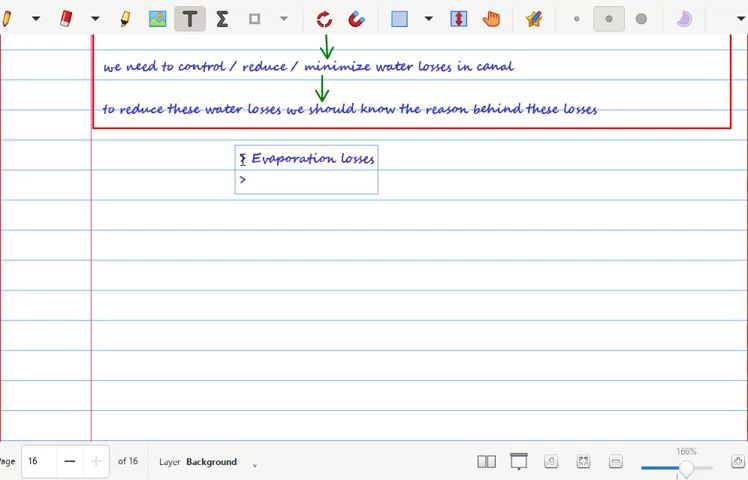 we need to control / reduce / minimize water losses in canal
to reduce these water losses we should know the reason behind these losses
> Evaporation losses
>
Page 16 of 16 Layer Background 166%